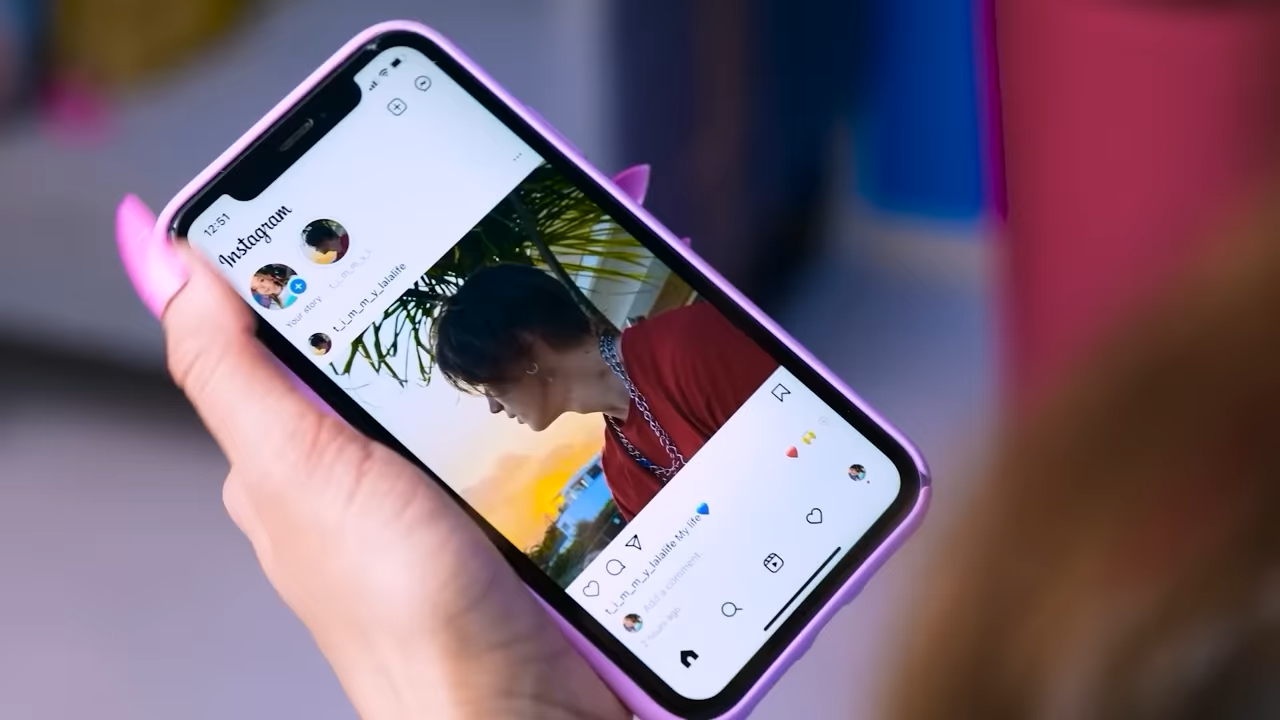 12:51
Instagram
Your story
t_i_m_m_y_lalalife
t_i_m_m_y_lalalife My life💙
Add a comment.
2 hours ago